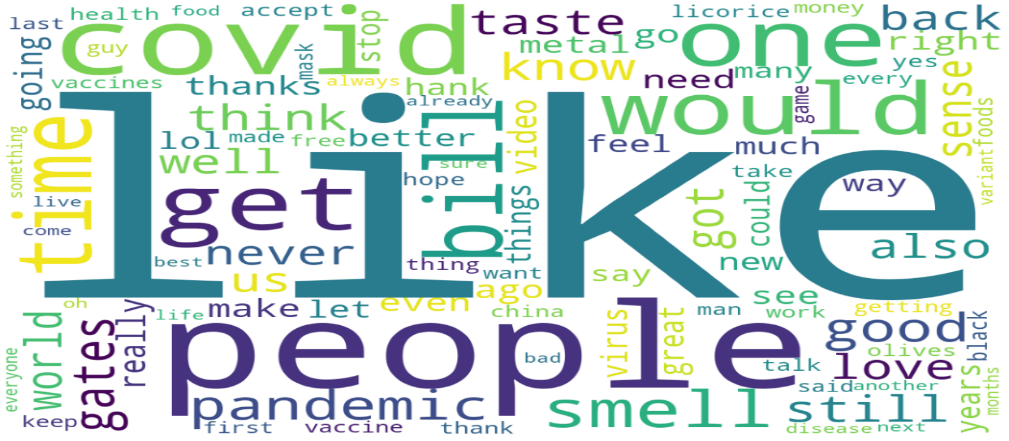 last
health
food
accept
covid
stop
taste
licorice
money
back
guy
mask
metal
go
one
right
going
vaccines
thanks
always
hank
know
need
many
yes
every
already
think
lol
made
free
better
bill
video
would
game
sense
foods
variant
something
time
like
well
sure
feel
much
take
way
get
hope
things
got
could
live
come
never
best
us
thing
want
ago
say
new
also
oh
life
make
let
even
china
man
see
work
getting
world
gates
really
people
virus
great
good
black
everyone
bad
talk
olives
love
said
another
years
months
keep
pandemic
smell
still
first
vaccine
thank
disease
next